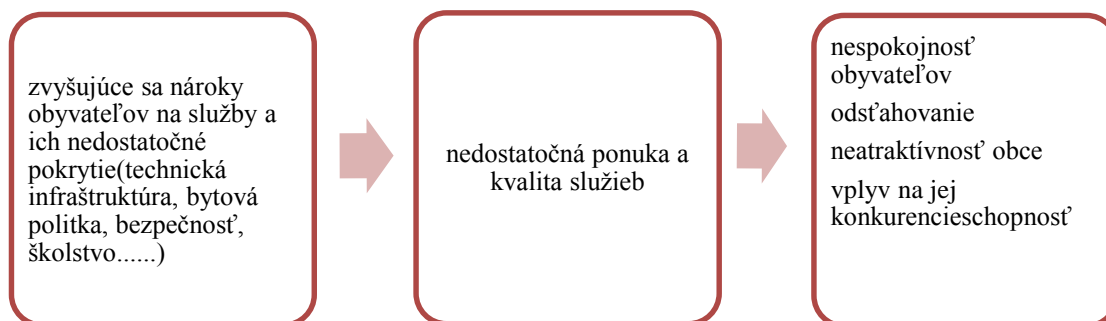 zvyšujúce sa nároky
obyvateľov na služby a
ich nedostatočné
pokrytie(technická
infraštruktúra, bytová
politka, bezpečnosť,
školstvo......)
nedostatočná ponuka a
kvalita služieb
nespokojnosť
obyvateľov
odsťahovanie
neatraktívnosť obce
vplyv na jej
konkurencieschopnosť